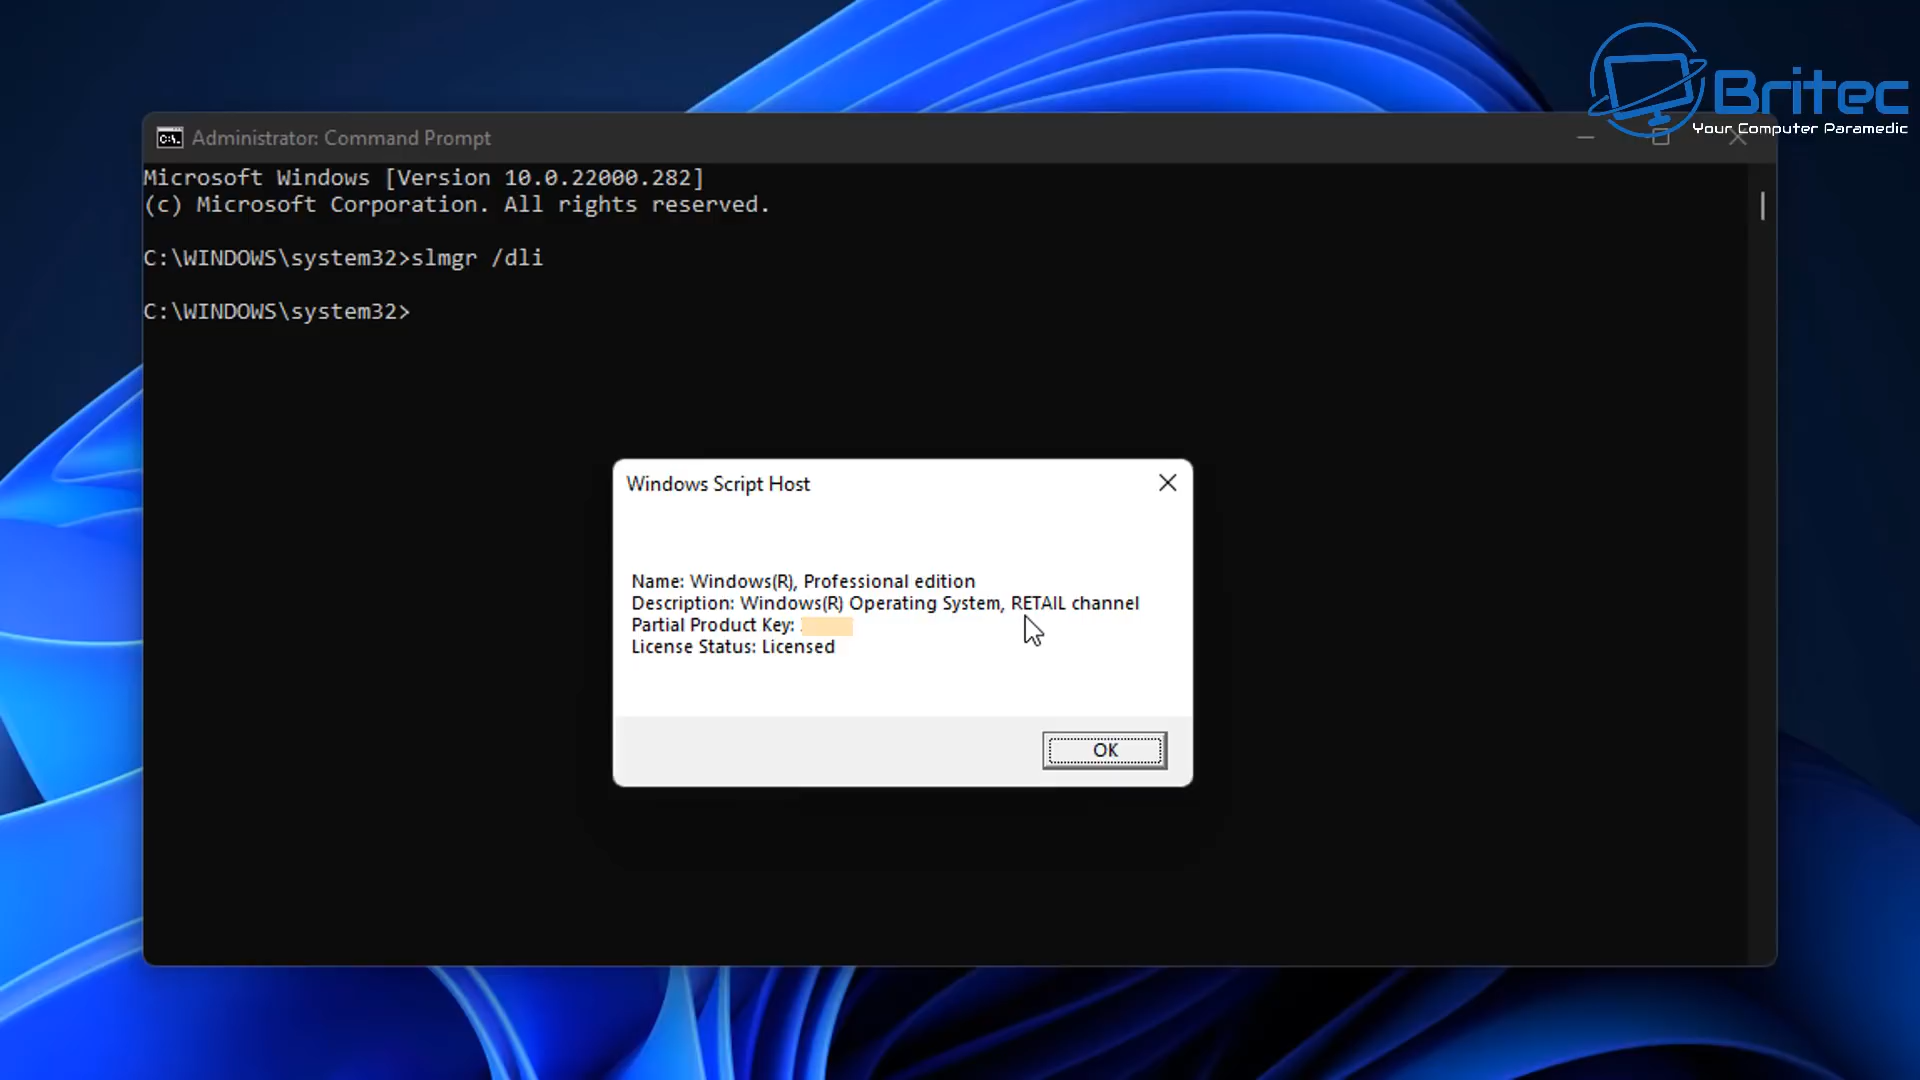 Britec
Your Computer Paramedic
Administrator: Command Prompt
Microsoft Windows [Version 10.0.22000.282]
(c) Microsoft Corporation. All rights reserved.
C:\WINDOWS\system32>slmgr /dli
C:\WINDOWS\system32>
Windows Script Host
Name: Windows(R), Professional edition
Description: Windows(R) Operating System, RETAIL channel
Partial Product Key:
License Status: Licensed
OK